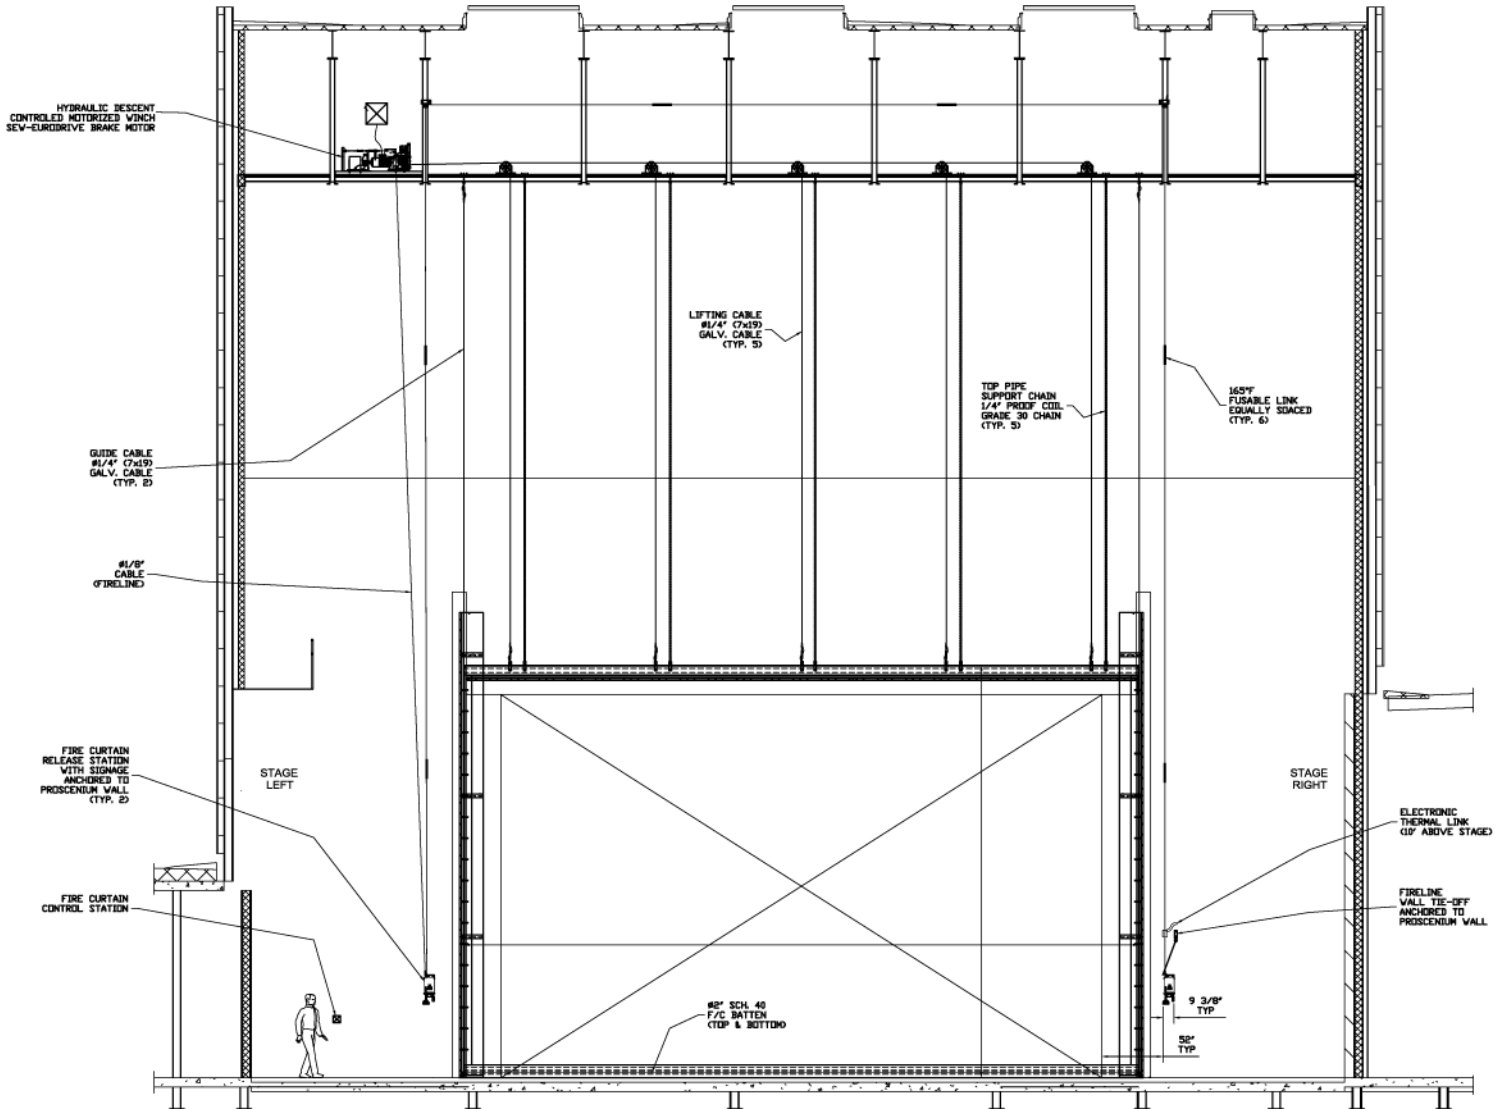 HYDRAULIC DESCENT
CONTROLED MOTORIZED WINCH
SEW-EURODRIVE BRAKE MOTOR
LIFTING CABLE
ø1/4" (7x19)
GALV. CABLE
(TYP. 5)
TOP PIPE
SUPPORT CHAIN
1/4" PROOF COIL
GRADE 30 CHAIN
(TYP. 5)
165°F
FUSABLE LINK
EQUALLY SOACED
(TYP. 6)
GUIDE CABLE
ø1/4" (7x19)
GALV. CABLE
(TYP. 2)
ø1/8"
CABLE
(FIRELINE)
FIRE CURTAIN
RELEASE STATION
WITH SIGNAGE
ANCHORED TO
PROSCENIUM WALL
(TYP. 2)
STAGE
LEFT
STAGE
RIGHT
ELECTRONIC
THERMAL LINK
(10' ABOVE STAGE)
FIRE CURTAIN
CONTROL STATION
FIRELINE
WALL TIE-OFF
ANCHORED TO
PROSCENIUM WALL
ø2" SCH. 40
F/C BATTEN
(TOP & BOTTOM)
9 3/8"
TYP
52"
TYP